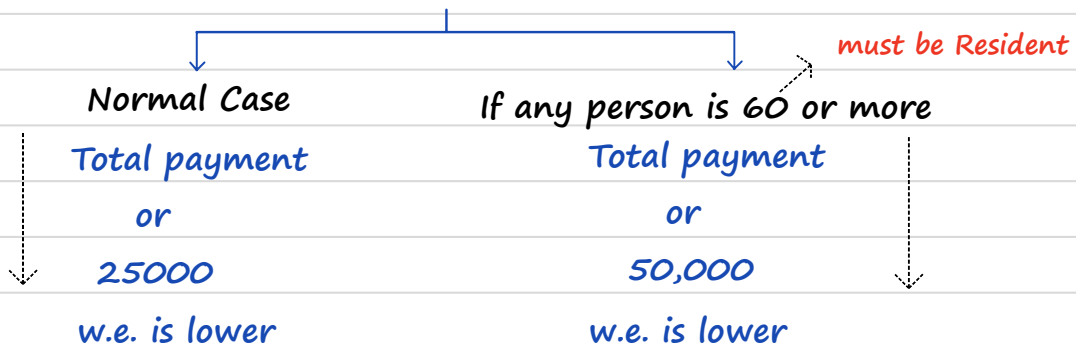 must be Resident
Normal Case
If any person is 60 or more
Total payment
Total payment
or
or
25000
50,000
w.e. is lower
w.e. is lower